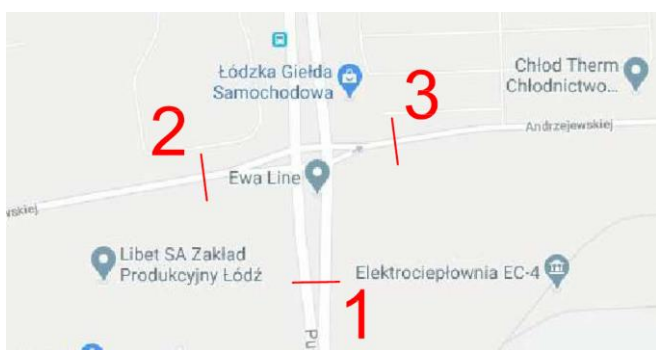 Łódzka Giełda
Samochodowa
3
Chłod Therm
Chłodnictwo...
2
Andrzejewskiej
Ewa Line
wskiej
Libet SA Zakład
Produkcyjny Łódź
Elektrociepłownia EC-4
1
Pu